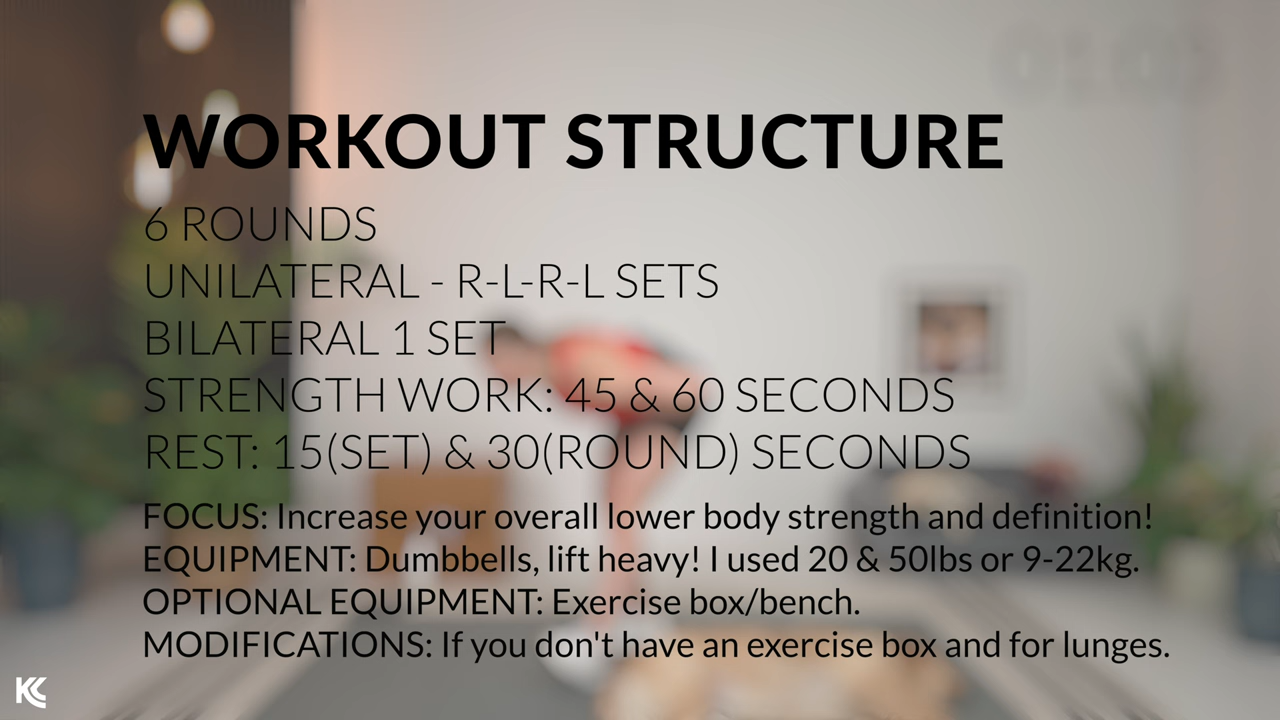 WORKOUT STRUCTURE
6 ROUNDS
UNILATERAL - R-L-R-L SETS
BILATERAL 1 SET
STRENGTH WORK: 45 & 60 SECONDS
REST: 15(SET) & 30(ROUND) SECONDS
FOCUS: Increase your overall lower body strength and definition!
EQUIPMENT: Dumbbells, lift heavy! I used 20 & 50lbs or 9-22kg.
OPTIONAL EQUIPMENT: Exercise box/bench.
MODIFICATIONS: If you don't have an exercise box and for lunges.